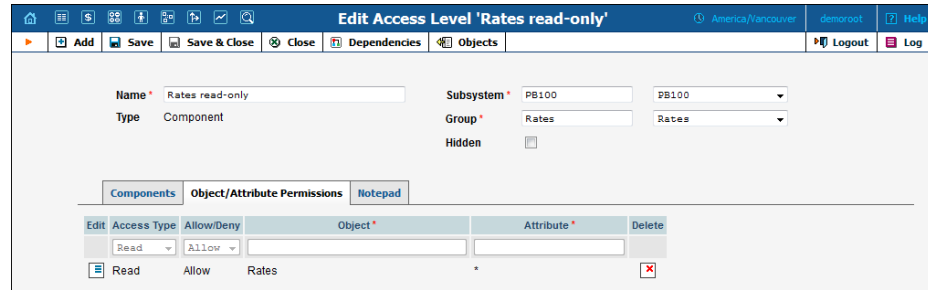 Edit Access Level 'Rates read-only' America/Vancouver demoroot ? Help
Add Save Save & Close Close Dependencies Objects Logout Log
Name * Rates read-only Subsystem * PB100 PB100
Type Component Group * Rates Rates
Hidden
Components Object/Attribute Permissions Notepad
Edit Access Type Allow/Deny Object * Attribute * Delete
Read Allow
Read Allow Rates *